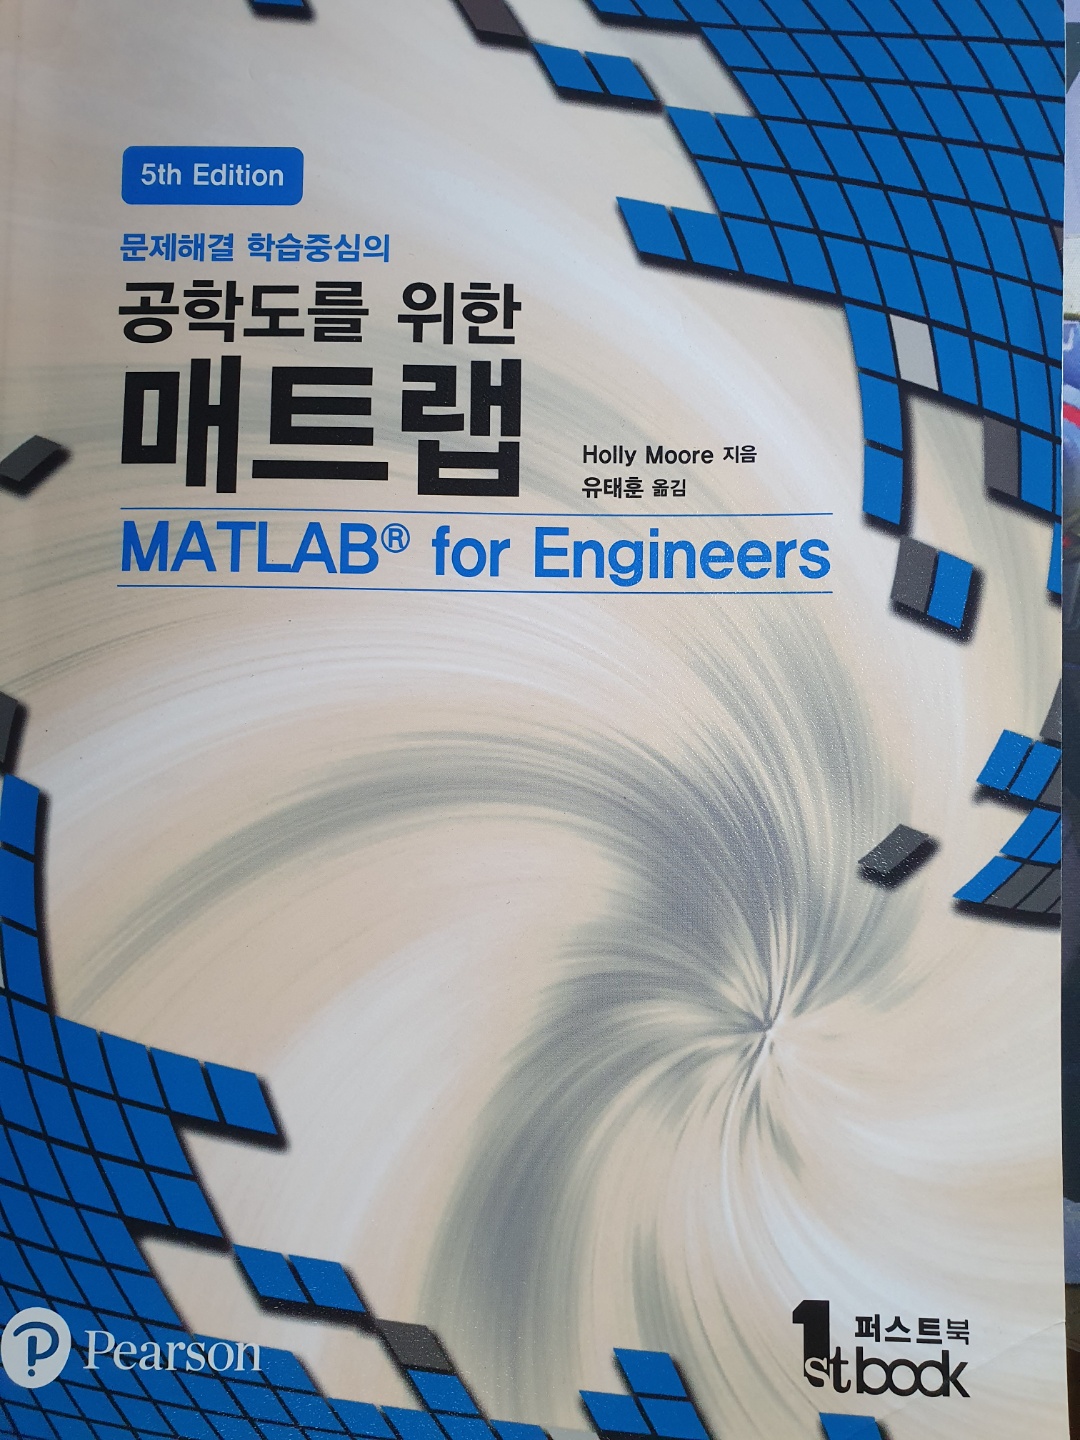 5th Edition
문제해결 학습중심의
공학도를 위한
매트랩
Holly Moore 지음
유태훈 옮김
MATLAB® for Engineers
Pearson
퍼스트북
1st book